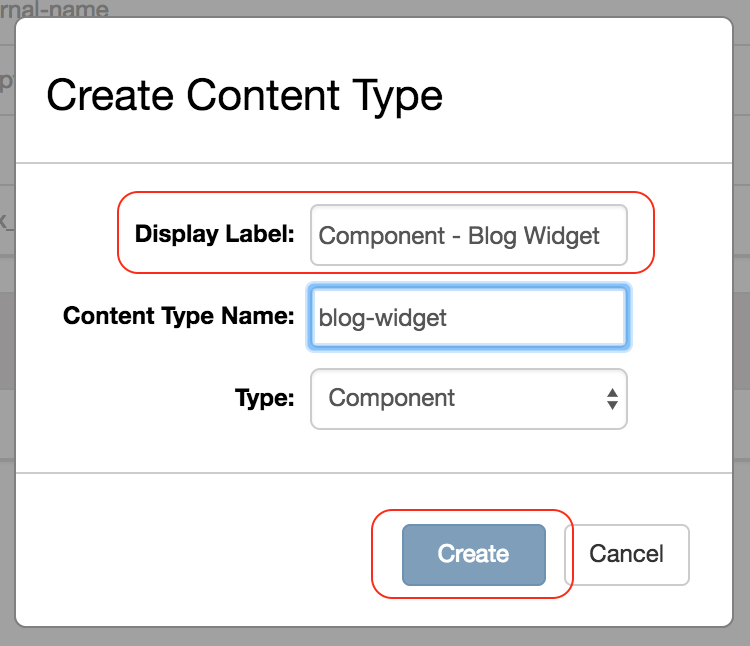 rnal-name
Create Content Type
Display Label: Component - Blog Widget
Content Type Name: blog-widget
Type: Component
Create Cancel